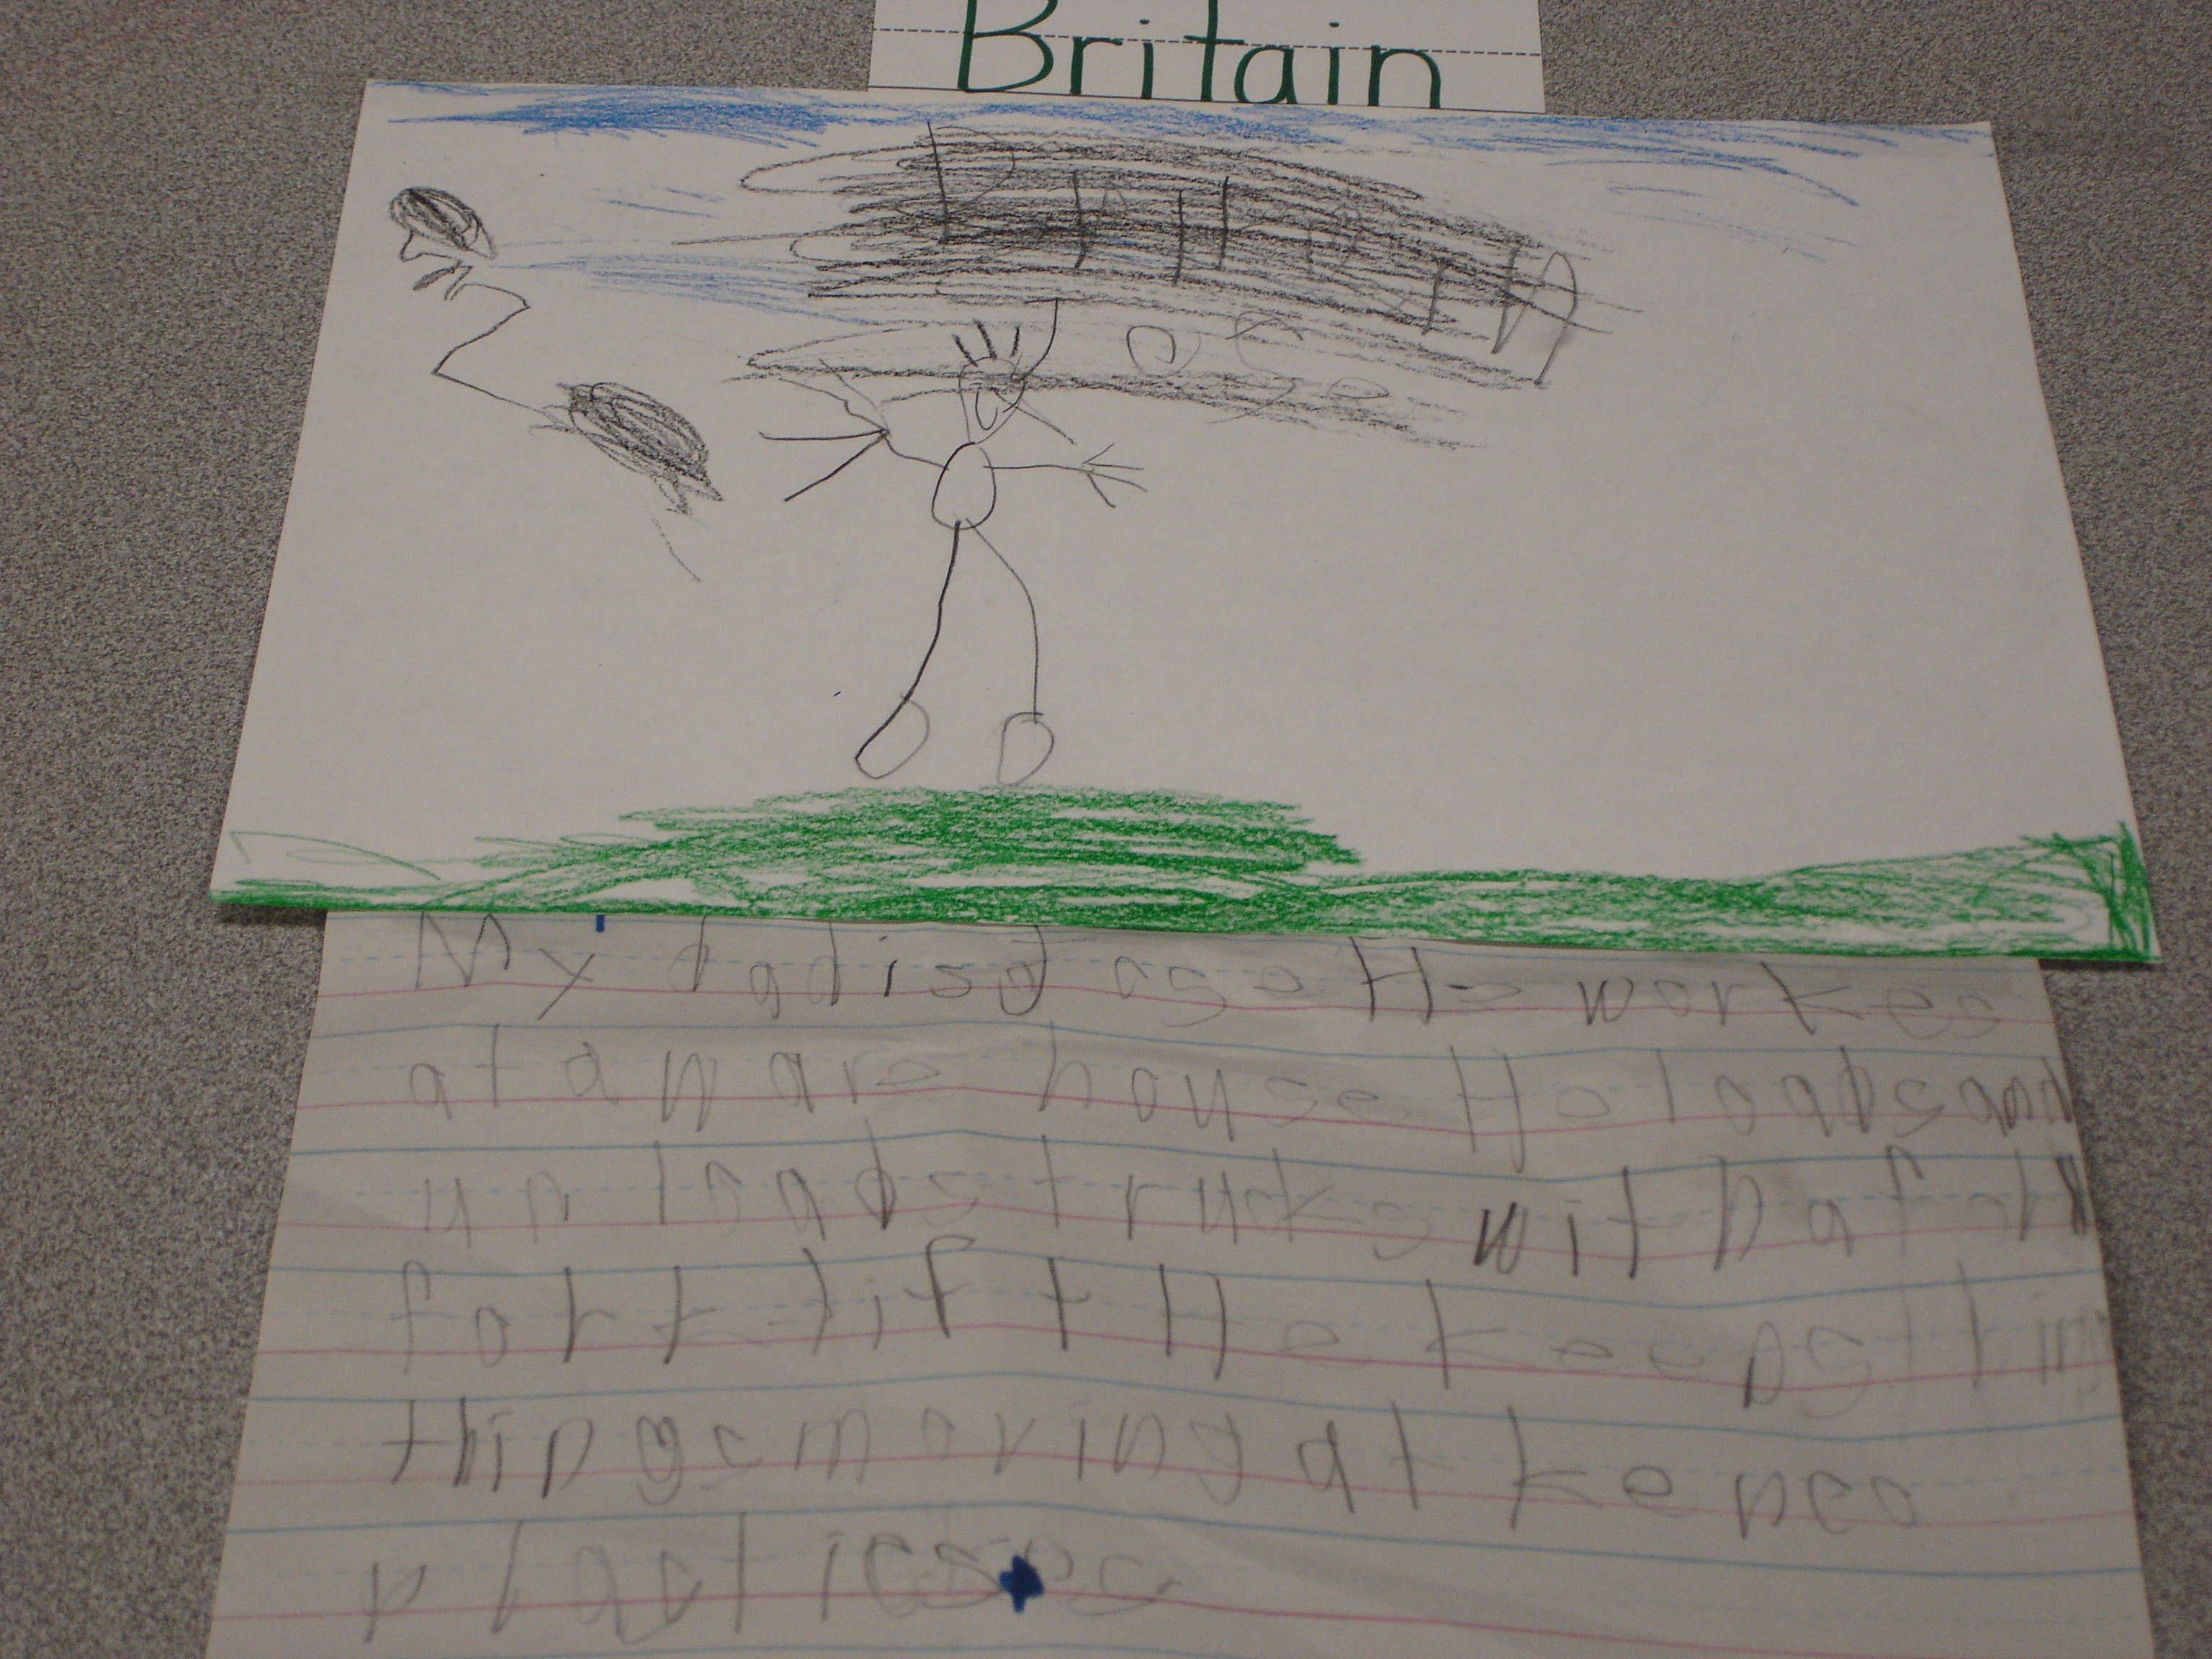 Britain
My dad is
He workes
at a ware house He loads and
un loads trucks with a
fork lift He keeps
things moving at kenco
plastics